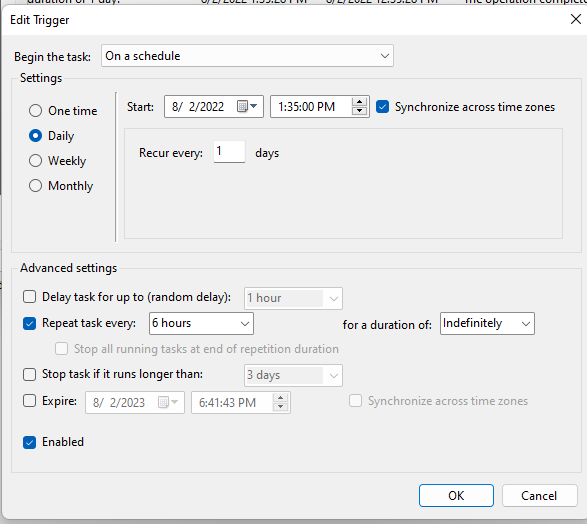 duration of 1 day.
Edit Trigger
Begin the task: On a schedule
Settings
One time
Daily
Weekly
Monthly
Start: 8/ 2/2022 1:35:00 PM Synchronize across time zones
Recur every: 1 days
Advanced settings
Delay task for up to (random delay): 1 hour
Repeat task every: 6 hours for a duration of: Indefinitely
Stop all running tasks at end of repetition duration
Stop task if it runs longer than: 3 days
Expire: 8/ 2/2023 6:41:43 PM Synchronize across time zones
Enabled
OK Cancel